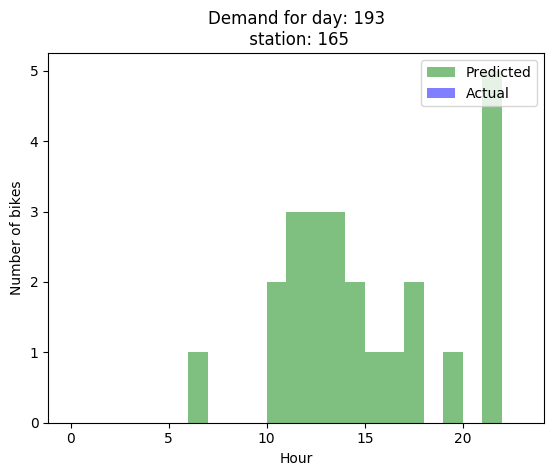 Demand for day: 193
station: 165
Predicted
Actual
5
4
3
2
1
0
Number of bikes
0 5 10 15 20
Hour